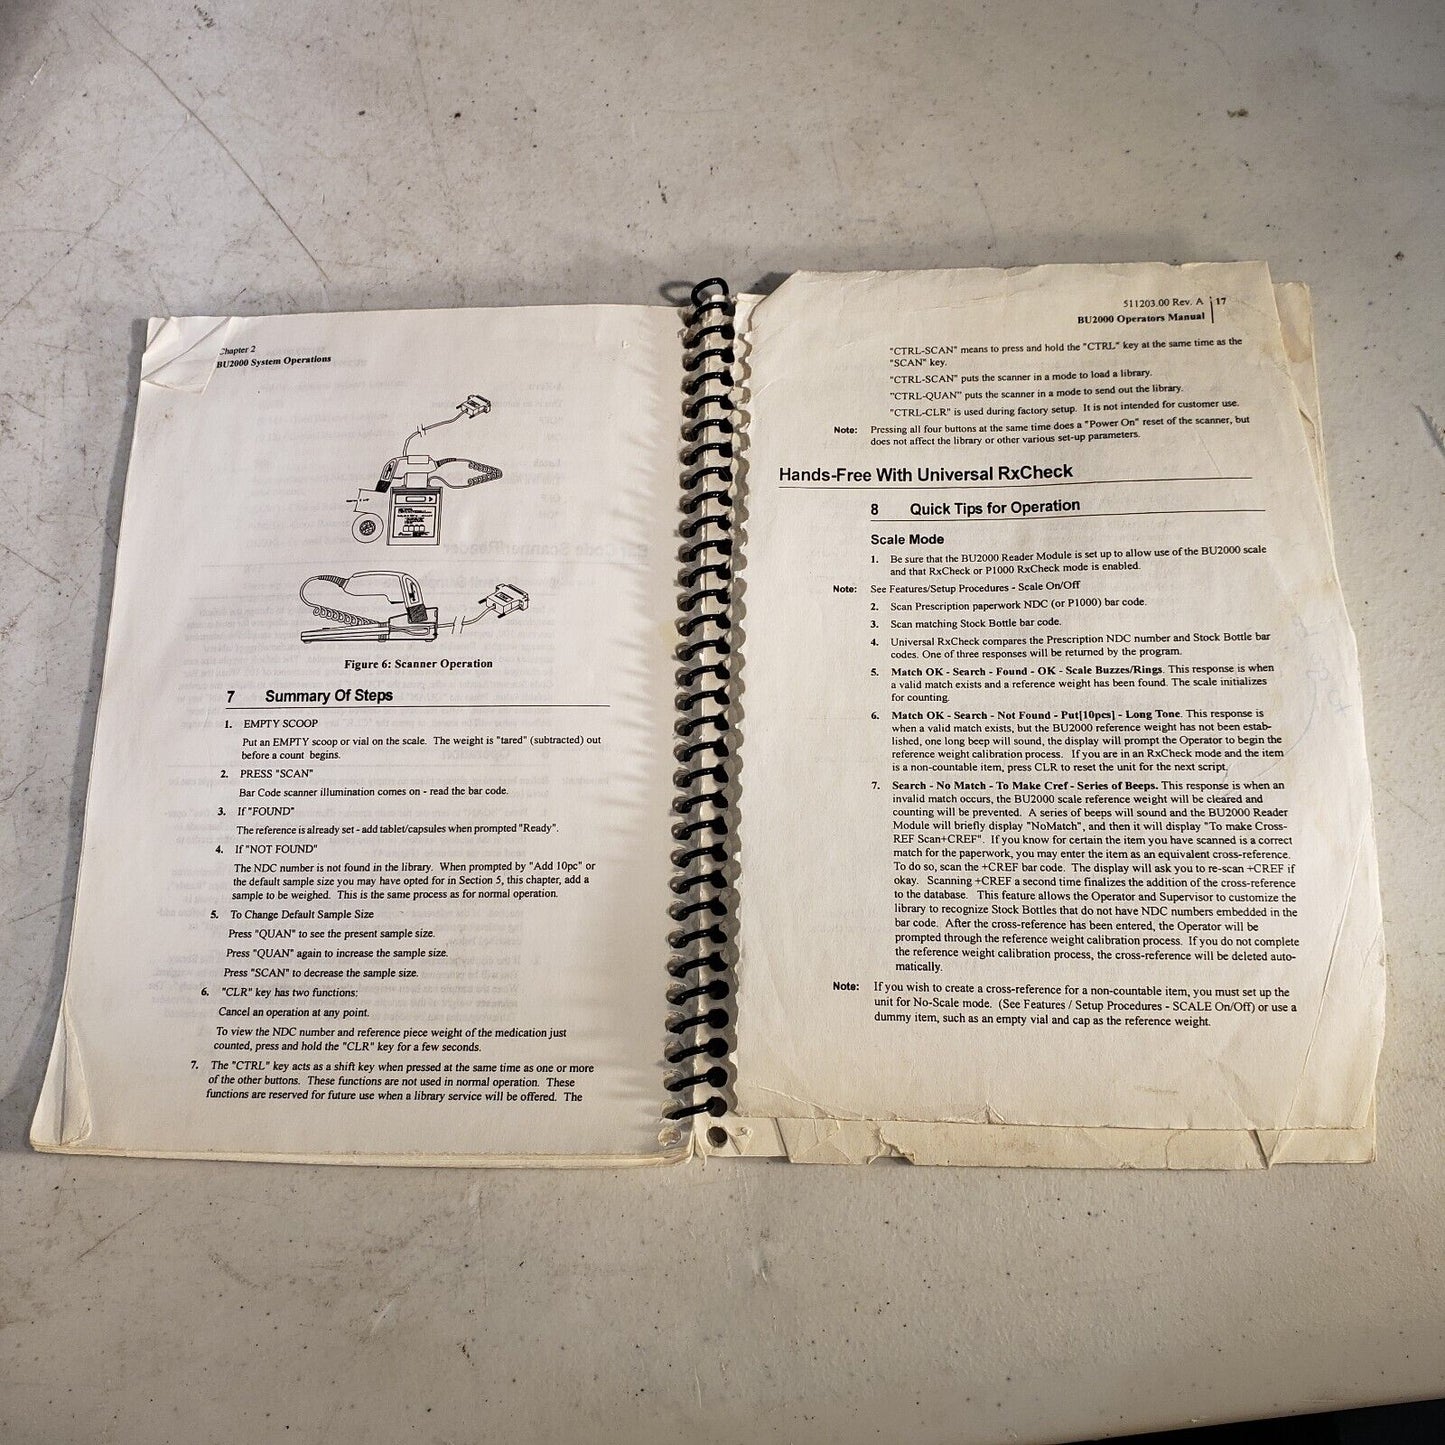 Chapter 2
BU2000 System Operations
Figure 6: Scanner Operation
7 Summary Of Steps
1. EMPTY SCOOP
Put an EMPTY scoop or vial on the scale. The weight is "tared" (subtracted) out
before a count begins.
2. PRESS "SCAN"
Bar Code scanner illumination comes on - read the bar code.
3. If "FOUND"
The reference is already set - add tablet/capsules when prompted "Ready".
4. If "NOT FOUND"
The NDC number is not found in the library. When prompted by "Add 10pc" or
the default sample size you may have opted for in Section 5, this chapter, add a
sample to be weighed. This is the same process as for normal operation.
5. To Change Default Sample Size
Press "QUAN" to see the present sample size.
Press "QUAN" again to increase the sample size.
Press "SCAN" to decrease the sample size.
6. "CLR" key has two functions:
Cancel an operation at any point.
To view the NDC number and reference piece weight of the medication just
counted, press and hold the "CLR" key for a few seconds.
7. The "CTRL" key acts as a shift key when pressed at the same time as one or more
of the other buttons. These functions are not used in normal operation. These
functions are reserved for future use when a library service will be offered. The
511203.00 Rev. A 17
BU2000 Operators Manual
"CTRL-SCAN" means to press and hold the "CTRL" key at the same time as the
"SCAN" key.
"CTRL-SCAN" puts the scanner in a mode to load a library.
"CTRL-QUAN" puts the scanner in a mode to send out the library.
"CTRL-CLR" is used during factory setup. It is not intended for customer use.
Note: Pressing all four buttons at the same time does a "Power On" reset of the scanner, but
does not affect the library or other various set-up parameters.
Hands-Free With Universal RxCheck
8 Quick Tips for Operation
Scale Mode
1. Be sure that the BU2000 Reader Module is set up to allow use of the BU2000 scale
and that RxCheck or P1000 RxCheck mode is enabled.
Note: See Features/Setup Procedures - Scale On/Off
2. Scan Prescription paperwork NDC (or P1000) bar code.
3. Scan matching Stock Bottle bar code.
4. Universal RxCheck compares the Prescription NDC number and Stock Bottle bar
codes. One of three responses will be returned by the program.
5. Match OK - Search - Found - OK - Scale Buzzes/Rings. This response is when
a valid match exists and a reference weight has been found. The scale initializes
for counting.
6. Match OK - Search - Not Found - Put[10pcs] - Long Tone. This response is
when a valid match exists, but the BU2000 reference weight has not been estab-
lished, one long beep will sound, the display will prompt the Operator to begin the
reference weight calibration process. If you are in an RxCheck mode and the item
is a non-countable item, press CLR to reset the unit for the next script.
7. Search - No Match - To Make Cref - Series of Beeps. This response is when an
invalid match occurs, the BU2000 scale reference weight will be cleared and
counting will be prevented. A series of beeps will sound and the BU2000 Reader
Module will briefly display "NoMatch", and then it will display "To make Cross-
REF Scan+CREF". If you know for certain the item you have scanned is a correct
match for the paperwork, you may enter the item as an equivalent cross-reference.
To do so, scan the +CREF bar code. The display will ask you to re-scan +CREF if
okay. Scanning +CREF a second time finalizes the addition of the cross-reference
to the database. This feature allows the Operator and Supervisor to customize the
library to recognize Stock Bottles that do not have NDC numbers embedded in the
bar code. After the cross-reference has been entered, the Operator will be
prompted through the reference weight calibration process. If you do not complete
the reference weight calibration process, the cross-reference will be deleted auto-
matically.
Note: If you wish to create a cross-reference for a non-countable item, you must set up the
unit for No-Scale mode. (See Features / Setup Procedures - SCALE On/Off) or use a
dummy item, such as an empty vial and cap as the reference weight.